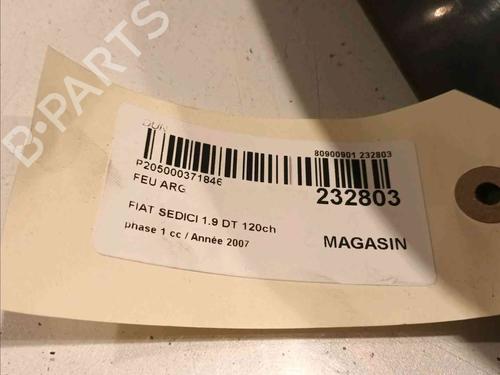 B-PARTS
80900901 232803
P205000371846
FEU ARG
232803
FIAT SEDICI 1.9 DT 120ch
phase 1 cc / Année 2007
MAGASIN